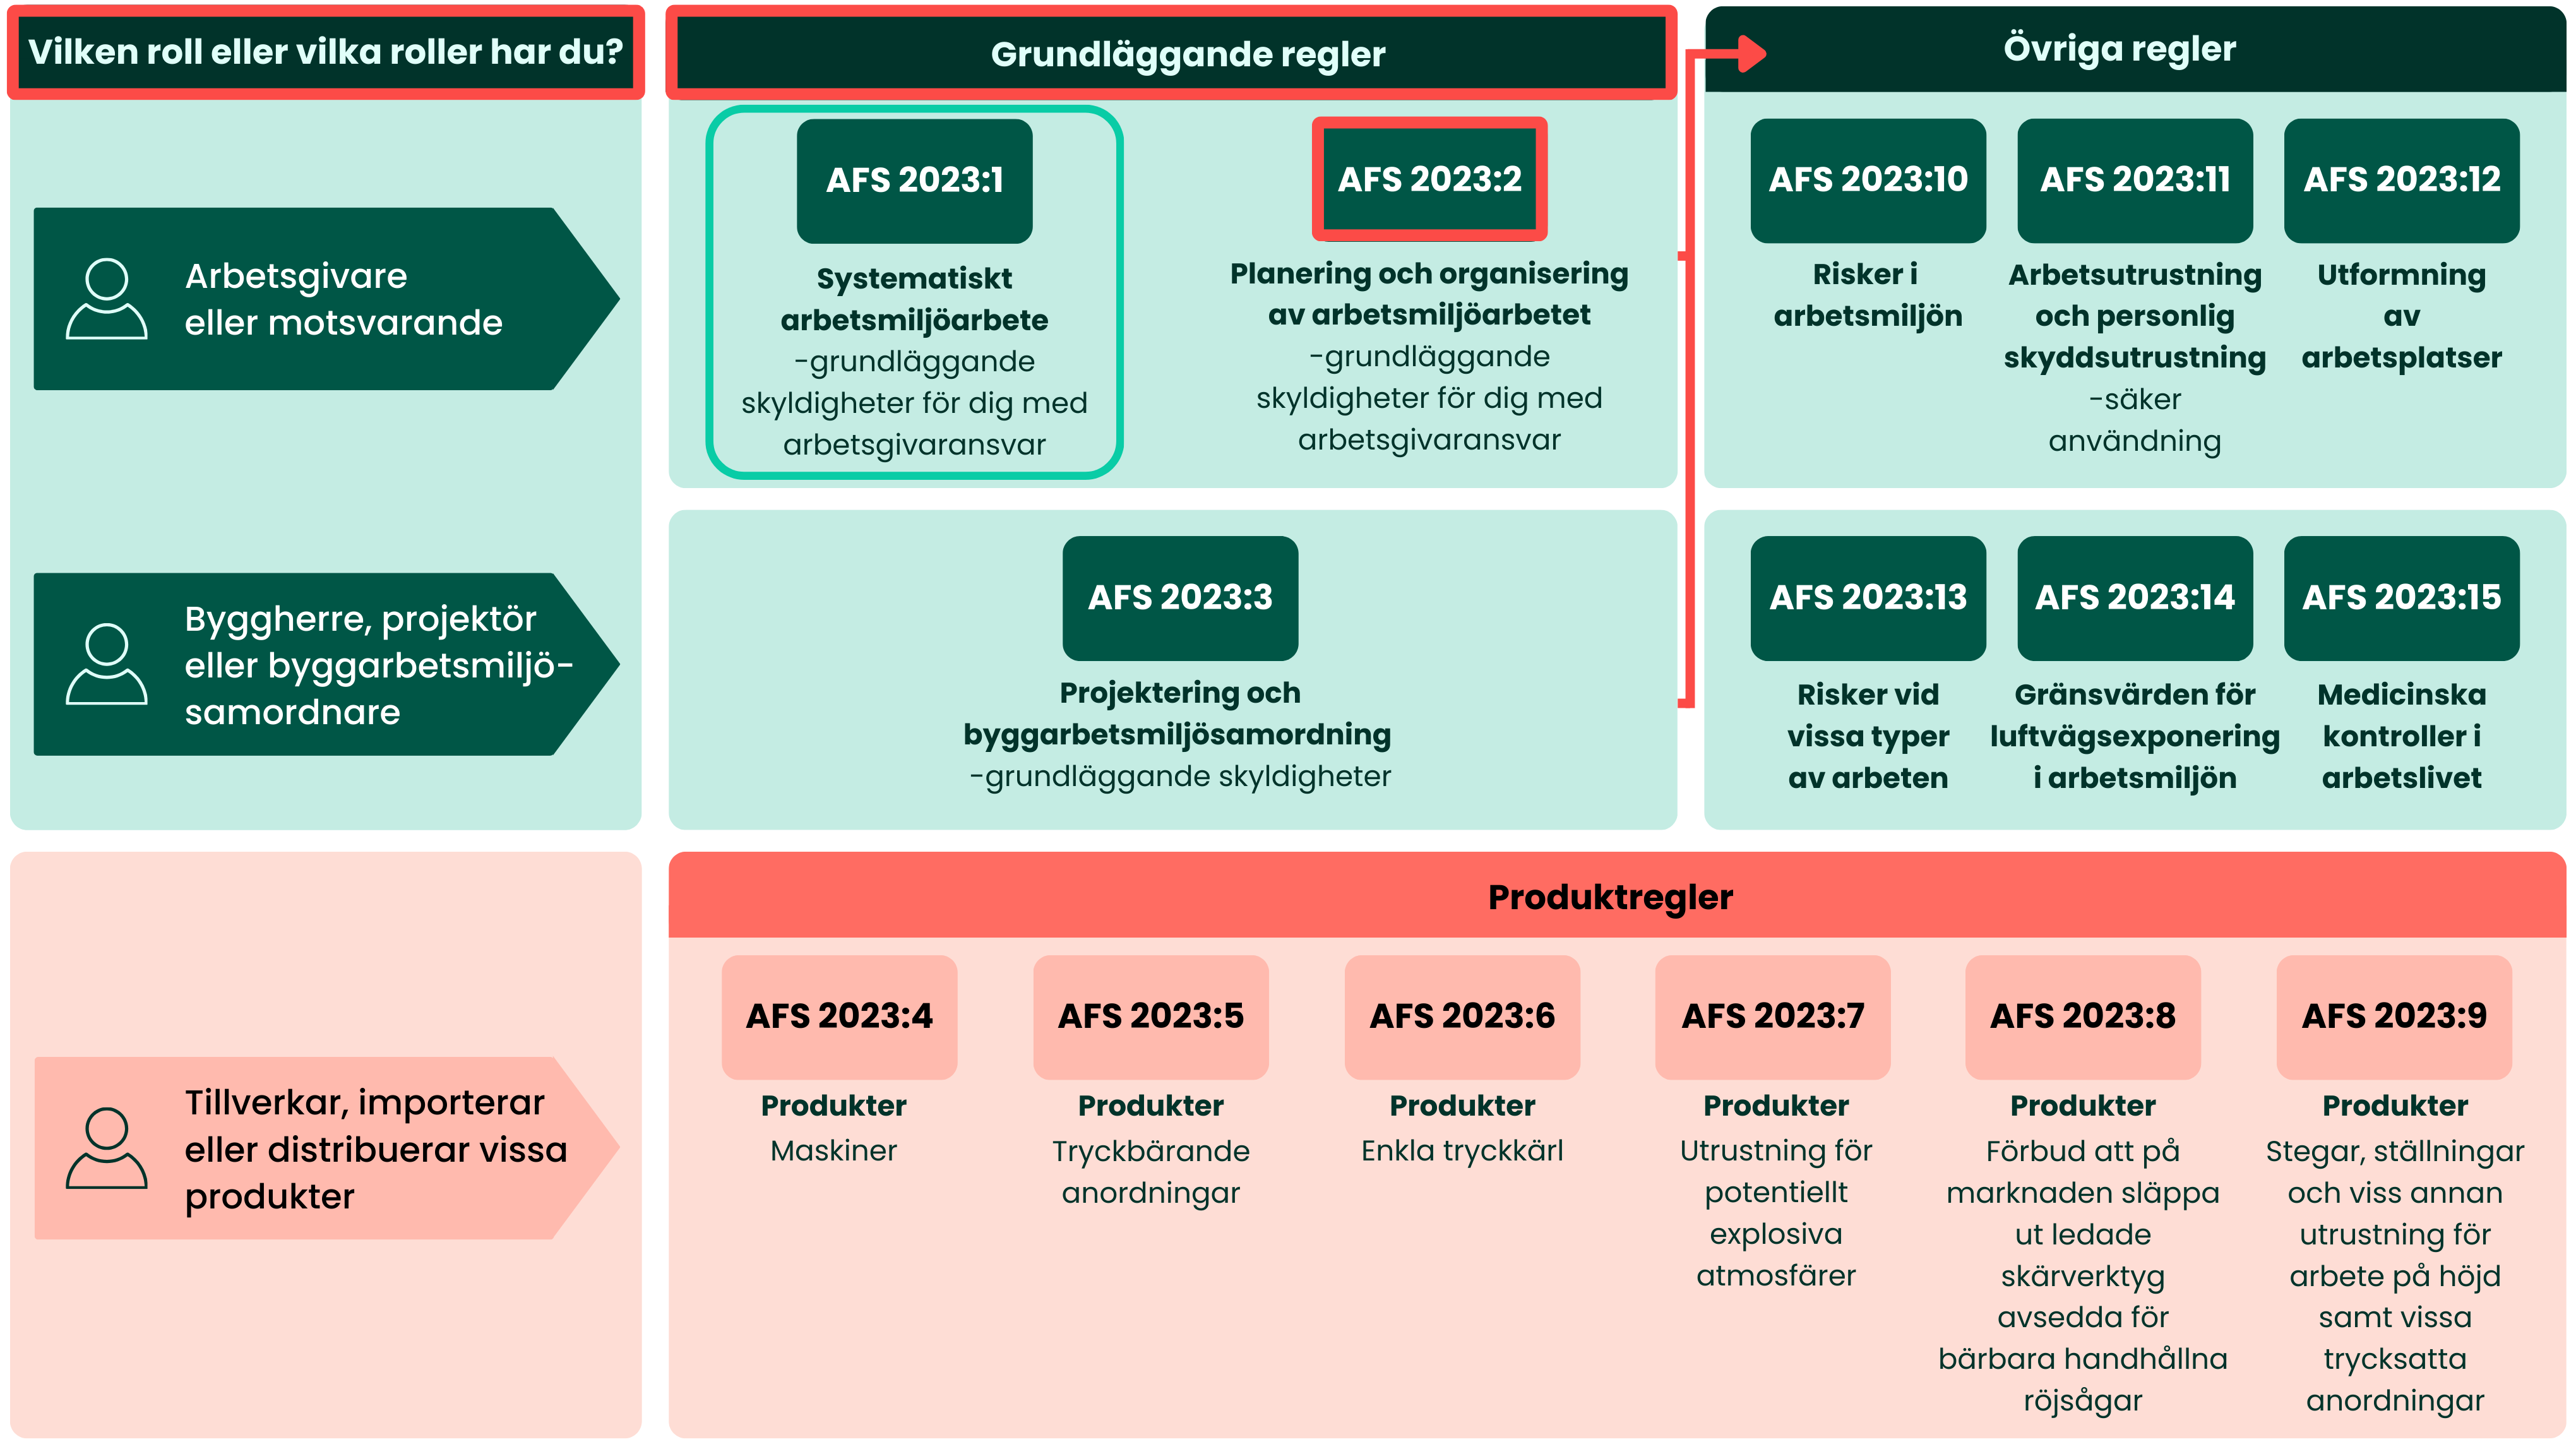 Vilken roll eller vilka roller har du?
Arbetsgivare
eller motsvarande
Byggherre, projektör
eller byggarbetsmiljö-
samordnare
Grundläggande regler
AFS 2023:1
Systematiskt
arbetsmiljöarbete
-grundläggande
skyldigheter för dig med
arbetsgivaransvar
AFS 2023:2
Planering och organisering
av arbetsmiljöarbetet
-grundläggande
skyldigheter för dig med
arbetsgivaransvar
AFS 2023:3
Projektering och
byggarbetsmiljösamordning
-grundläggande skyldigheter
Övriga regler
AFS 2023:10
Risker i
arbetsmiljön
AFS 2023:11
Arbetsutrustning
och personlig
skyddsutrustning
-säker
användning
AFS 2023:12
Utformning
av
arbetsplatser
AFS 2023:13
Risker vid
vissa typer
av arbeten
AFS 2023:14
Gränsvärden för
luftvägsexponering
i arbetsmiljön
AFS 2023:15
Medicinska
kontroller i
arbetslivet
Tillverkar, importerar
eller distribuerar vissa
produkter
Produktregler
AFS 2023:4
Produkter
Maskiner
AFS 2023:5
Produkter
Tryckbärande
anordningar
AFS 2023:6
Produkter
Enkla tryckkärl
AFS 2023:7
Produkter
Utrustning för
potentiellt
explosiva
atmosfärer
AFS 2023:8
Produkter
Förbud att på
marknaden släppa
ut ledade
skärverktyg
avsedda för
bärbara handhållna
röjsågar
AFS 2023:9
Produkter
Stegar, ställningar
och viss annan
utrustning för
arbete på höjd
samt vissa
trycksatta
anordningar